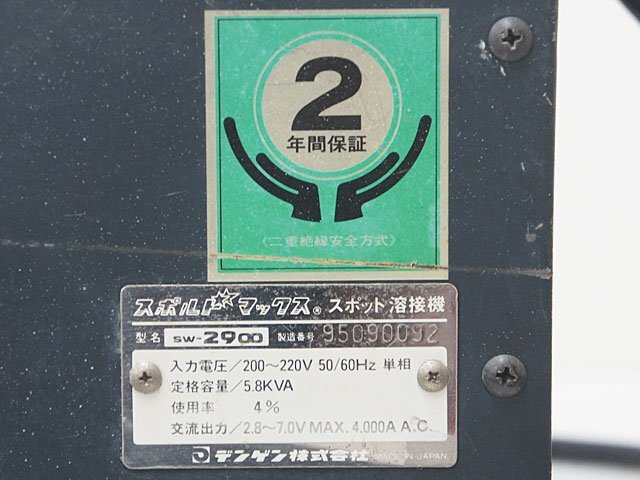 2
年間保証
〈二重絶縁安全方式〉
スポルドマックス® スポット溶接機
型名 SW-2900 製造番号 95090092
入力電圧/200〜220V 50/60Hz 単相
定格容量/5.8KVA
使用率 4%
交流出力/2.8〜7.0V MAX. 4,000A A.C.
デンゲン株式会社 MADE IN JAPAN